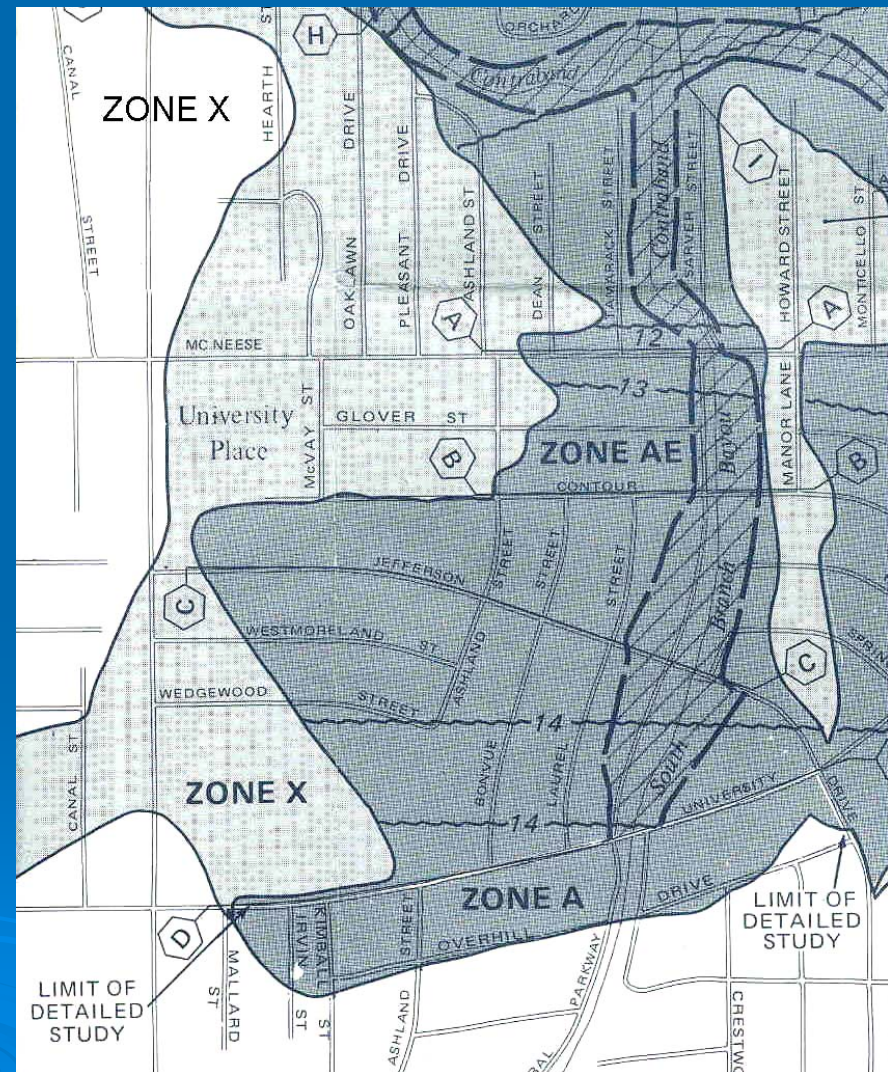 ORCHARD
H
Contraband
CANAL
STREET
ZONE X
HEARTH
ST
OAKLAWN
DRIVE
PLEASANT
DRIVE
ASHLAND ST
DEAN STREET
TAMARACK STREET
Contraband
SARVER STREET
I
HOWARD STREET
MONTICELLO ST
A
A
12
MC NEESE
13
University
Place
McVAY ST
GLOVER ST
B
ZONE AE
CONTOUR
Bayou
MANOR LANE
B
STREET
STREET
STREET
JEFFERSON
C
WESTMORELAND ST
ASHLAND
Branch
SPRIN
C
WEDGEWOOD STREET
14
CANAL ST
ZONE X
BONVUE
LAUREL
South
UNIVERSITY
DRIVE
14
ZONE A
DRIVE
OVERHILL
LIMIT OF
DETAILED
STUDY
D
MALLARD
ST
IRVIN
ST
KIMBALL
ST
ASHLAND
STREET
PARKWAY
CRESTWO
LIMIT OF
DETAILED
STUDY